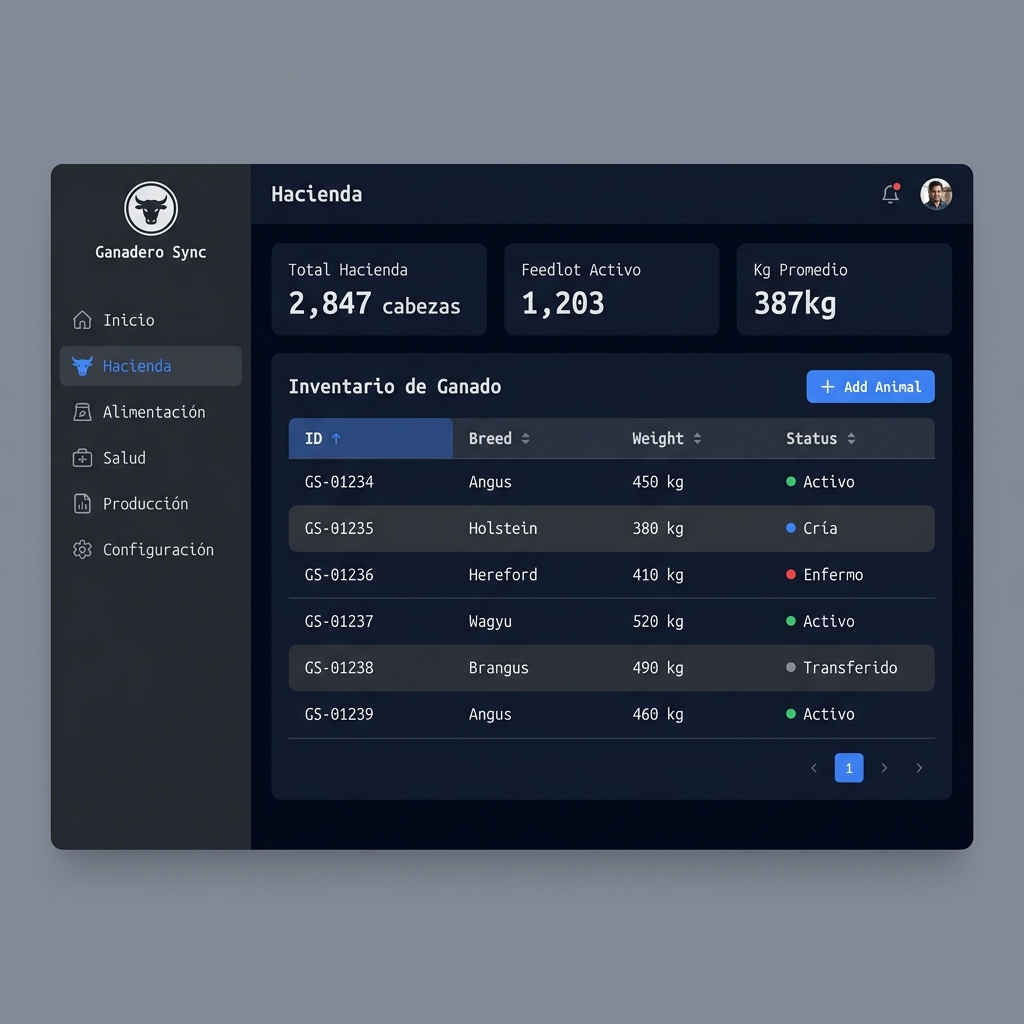 Ganadero Sync
Inicio
Hacienda
Alimentación
Salud
Producción
Configuración
Hacienda
Total Hacienda
2,847 cabezas
Feedlot Activo
1,203
Kg Promedio
387kg
Inventario de Ganado
+ Add Animal
ID ↑ Breed Weight Status
GS-01234 Angus 450 kg Activo
GS-01235 Holstein 380 kg Cría
GS-01236 Hereford 410 kg Enfermo
GS-01237 Wagyu 520 kg Activo
GS-01238 Brangus 490 kg Transferido
GS-01239 Angus 460 kg Activo
< 1 > >